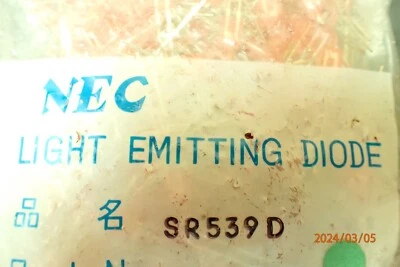 NEC
LIGHT EMITTING DIODE
品 名 SR539D
2024/03/05